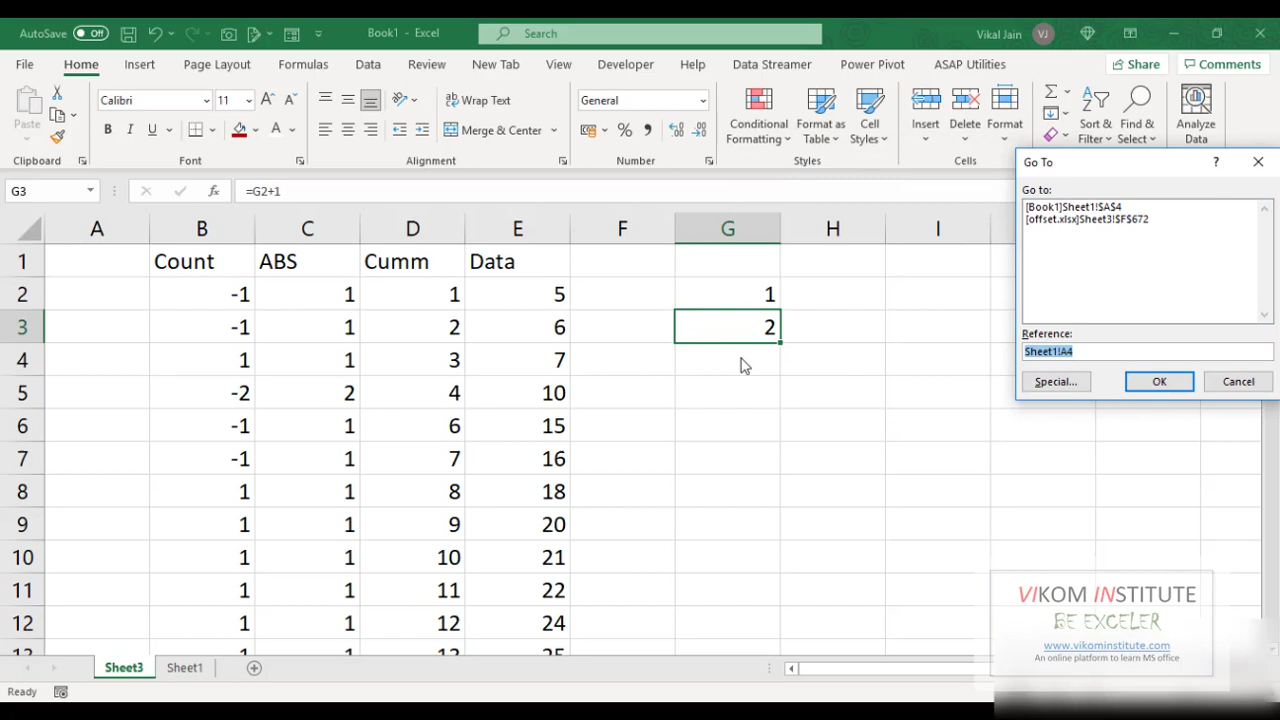 AutoSave Off Book1 - Excel Search Vikal Jain VJ
File Home Insert Page Layout Formulas Data Review New Tab View Developer Help Data Streamer Power Pivot ASAP Utilities Share Comments
Paste Calibri 11 A A Wrap Text General Conditional Formatting Format as Table Cell Styles Insert Delete Format Sort & Filter Find & Select Analyze Data
B I U A Merge & Center % 
Clipboard Font Alignment Number Styles Cells
G3 fx =G2+1
A B C D E F G H I
1 Count ABS Cumm Data
2 -1 1 1 5 1
3 -1 1 2 6 2
4 1 1 3 7
5 -2 2 4 10
6 -1 1 6 15
7 -1 1 7 16
8 1 1 8 18
9 1 1 9 20
10 1 1 10 21
11 1 1 11 22
12 1 1 12 24
13 1 1 13 25
Go To ?
Go to:
[Book1]Sheet1!$A$4
[offset.xlsx]Sheet3!$F$672
Reference:
Sheet1!A4
Special... OK Cancel
VIKOM INSTITUTE
BE EXCELER
www.vikominstitute.com
An online platform to learn MS office
Sheet3 Sheet1
Ready